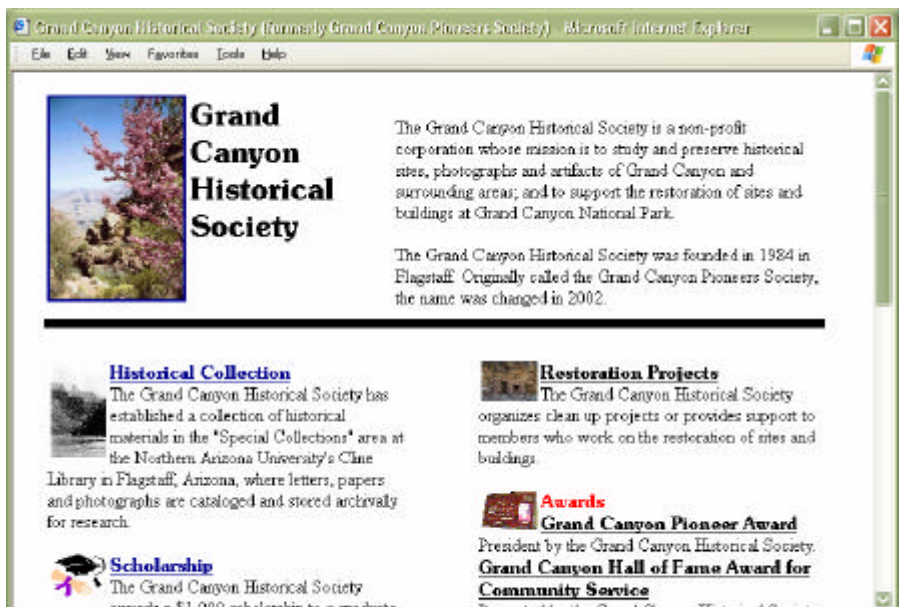 Grand Canyon Historical Society (formerly Grand Canyon Pioneers Society) - Microsoft Internet Explorer
File Edit View Favorites Tools Help
Grand
Canyon
Historical
Society
The Grand Canyon Historical Society is a non-profit
corporation whose mission is to study and preserve historical
sites, photographs and artifacts of Grand Canyon and
surrounding areas; and to support the restoration of sites and
buildings at Grand Canyon National Park.
The Grand Canyon Historical Society was founded in 1984 in
Flagstaff. Originally called the Grand Canyon Pioneers Society,
the name was changed in 2002.
Historical Collection
The Grand Canyon Historical Society has
established a collection of historical
materials in the "Special Collections" area at
the Northern Arizona University's Cline
Library in Flagstaff, Arizona, where letters, papers
and photographs are cataloged and stored archivally
for research.
Scholarship
The Grand Canyon Historical Society
Restoration Projects
The Grand Canyon Historical Society
organizes clean up projects or provides support to
members who work on the restoration of sites and
buildings.
Awards
Grand Canyon Pioneer Award
President by the Grand Canyon Historical Society.
Grand Canyon Hall of Fame Award for
Community Service